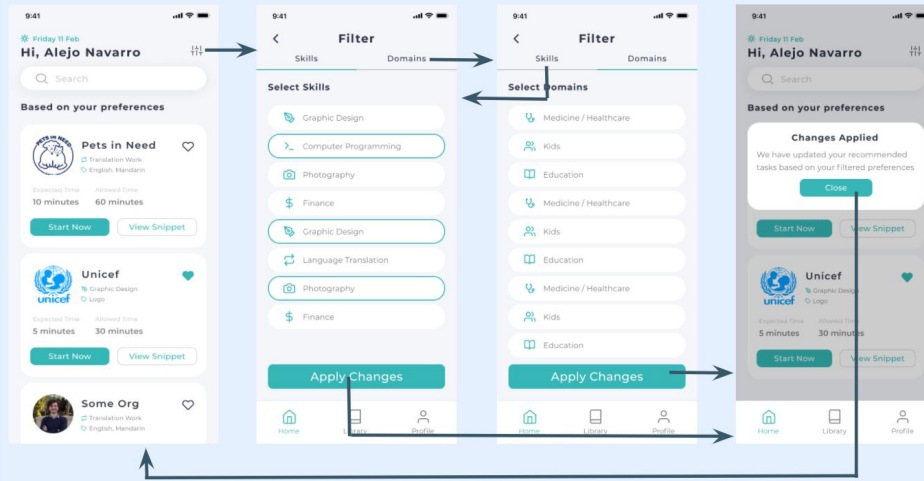 9:41
Friday 11 Feb
Hi, Alejo Navarro
Search
Based on your preferences
PETS IN NEED
Pets in Need
Translation Work
English, Mandarin
Expected Time Allowed Time
10 minutes 60 minutes
Start Now View Snippet
unicef
Unicef
Graphic Design
Logo
Expected Time Allowed Time
5 minutes 30 minutes
Start Now View Snippet
Some Org
Translation Work
English, Mandarin
9:41
Filter
Skills Domains
Select Skills
Graphic Design
Computer Programming
Photography
Finance
Graphic Design
Language Translation
Photography
Finance
Apply Changes
Home Library Profile
9:41
Filter
Skills Domains
Select Domains
Medicine / Healthcare
Kids
Education
Medicine / Healthcare
Kids
Education
Medicine / Healthcare
Kids
Education
Apply Changes
Home Library Profile
9:41
Friday 11 Feb
Hi, Alejo Navarro
Search
Based on your preferences
Changes Applied
We have updated your recommended
tasks based on your filtered preferences
Close
Start Now View Snippet
unicef
Unicef
Graphic Design
Logo
Expected Time Allowed Time
5 minutes 30 minutes
Start Now View Snippet
Home Library Profile